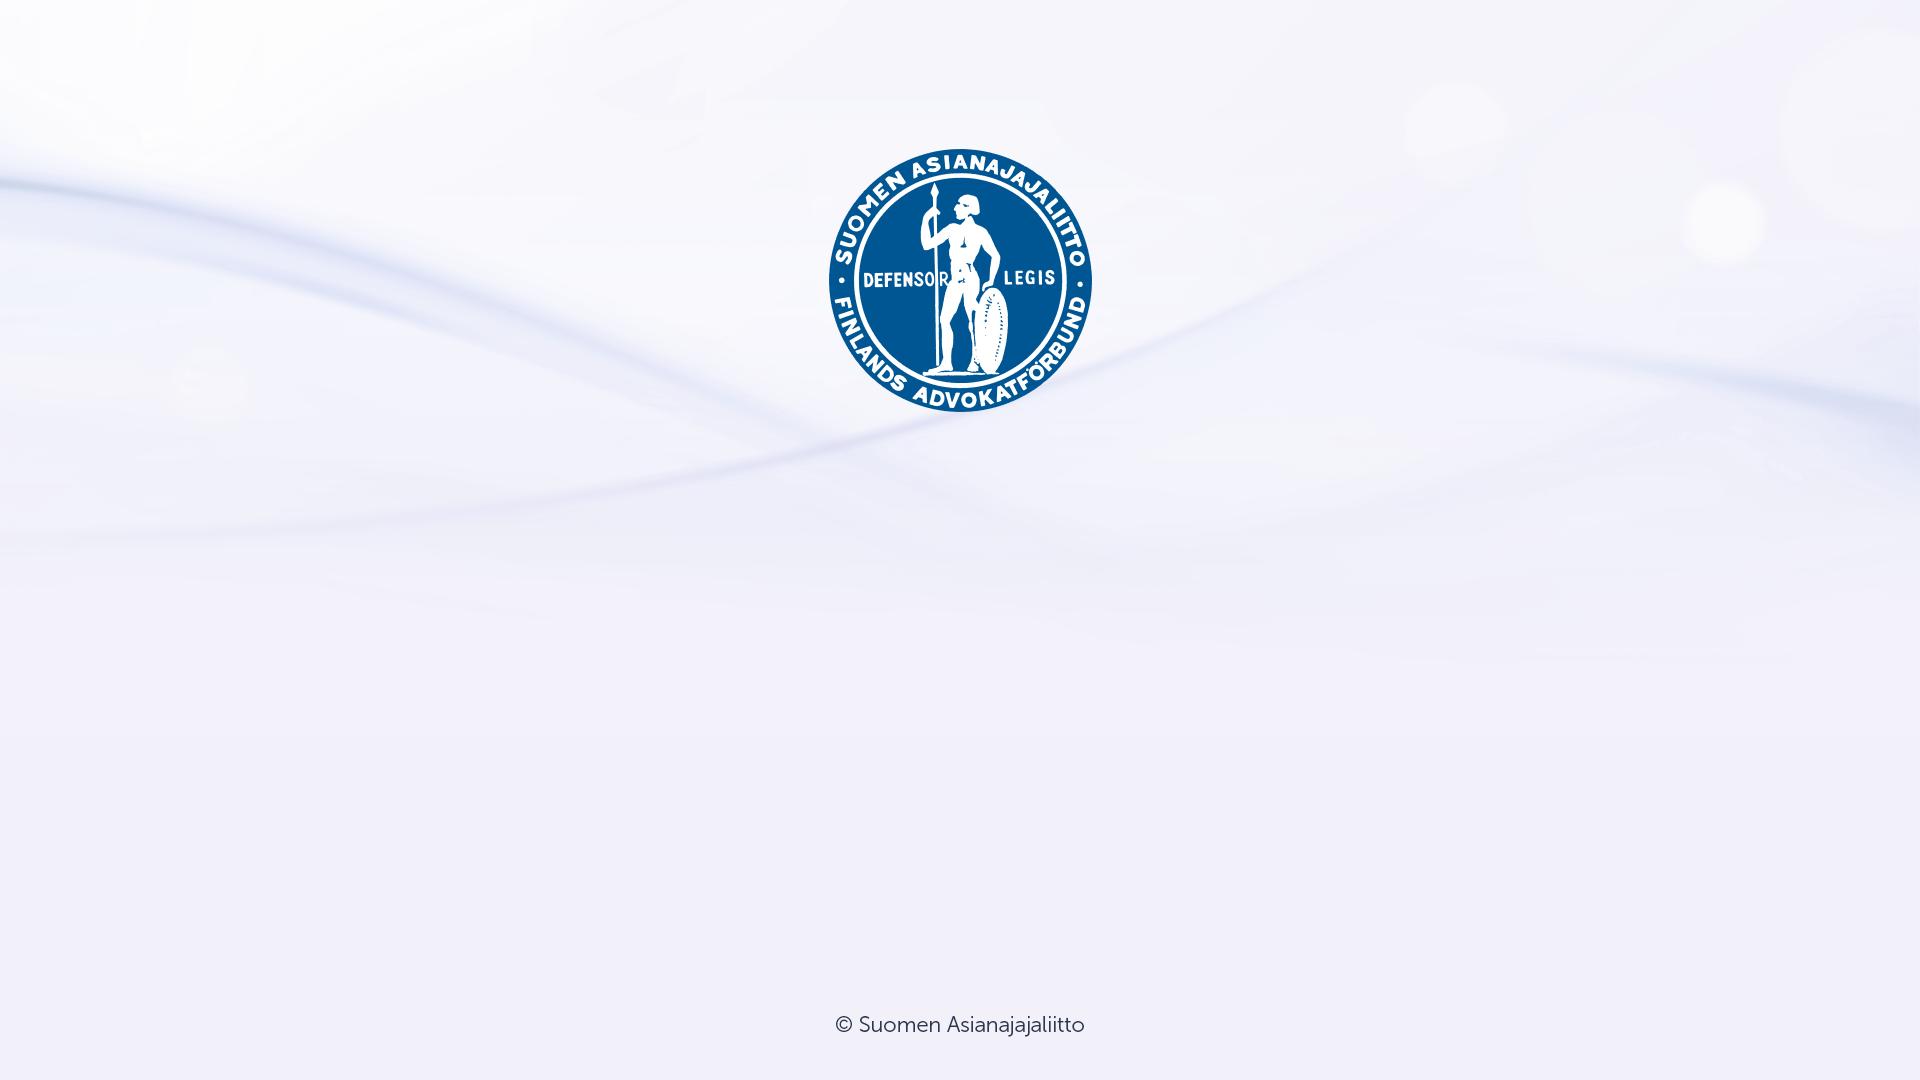 SUOMEN ASIANAJAJALIITTO
DEFENSOR LEGIS
FINLANDS ADVOKATFÖRBUND
© Suomen Asianajajaliitto